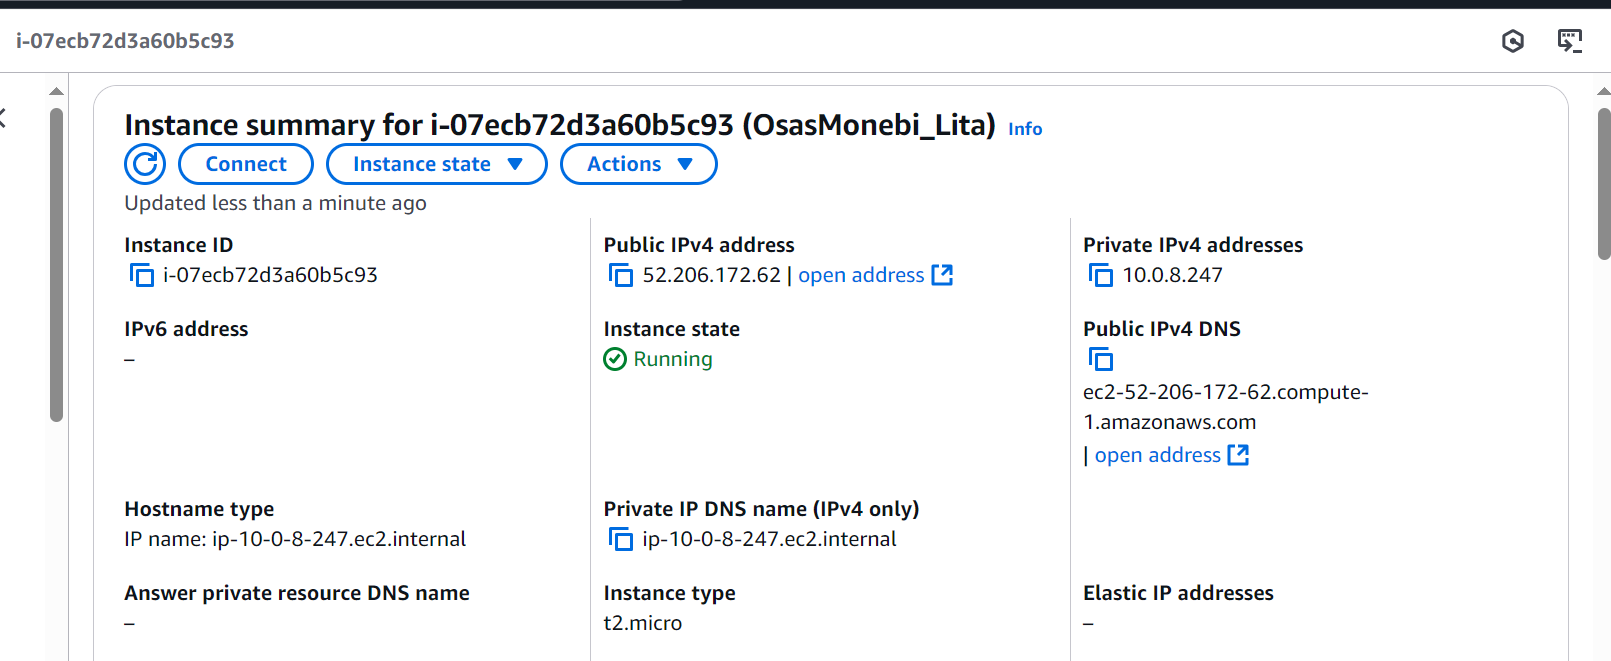 i-07ecb72d3a60b5c93
Instance summary for i-07ecb72d3a60b5c93 (OsasMonebi_Lita) Info
Connect Instance state Actions
Updated less than a minute ago
Instance ID
i-07ecb72d3a60b5c93
Public IPv4 address
52.206.172.62 | open address
Private IPv4 addresses
10.0.8.247
IPv6 address
–
Instance state
Running
Public IPv4 DNS
ec2-52-206-172-62.compute-
1.amazonaws.com
| open address
Hostname type
IP name: ip-10-0-8-247.ec2.internal
Private IP DNS name (IPv4 only)
ip-10-0-8-247.ec2.internal
Answer private resource DNS name
–
Instance type
t2.micro
Elastic IP addresses
–